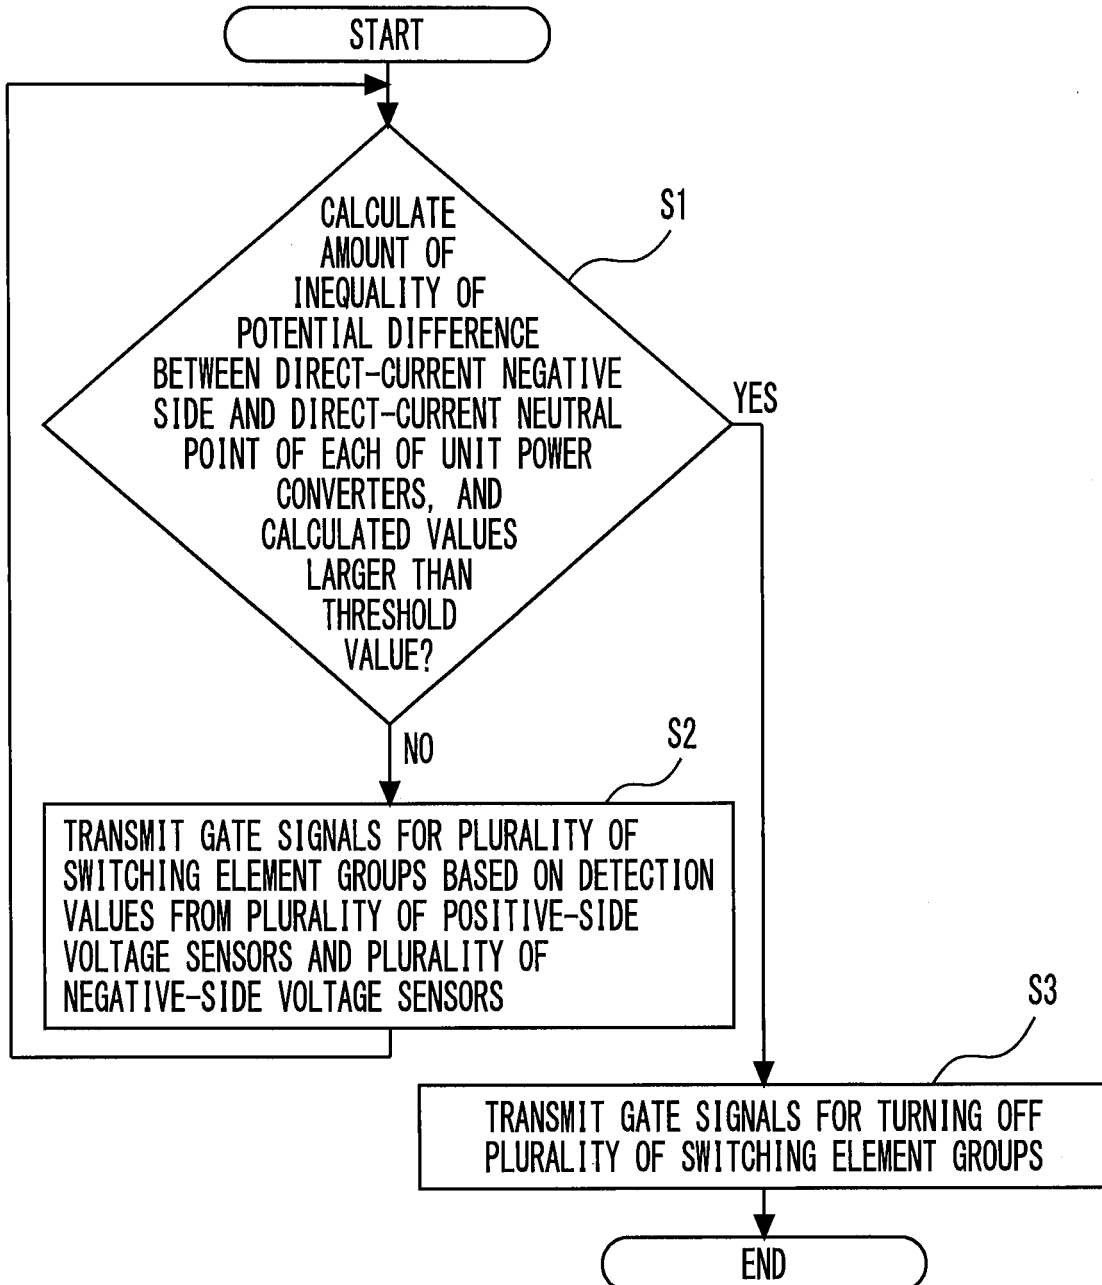 START
S1
CALCULATE
AMOUNT OF
INEQUALITY OF
POTENTIAL DIFFERENCE
BETWEEN DIRECT-CURRENT NEGATIVE
SIDE AND DIRECT-CURRENT NEUTRAL
POINT OF EACH OF UNIT POWER
CONVERTERS, AND
CALCULATED VALUES
LARGER THAN
THRESHOLD
VALUE?
YES
NO
S2
TRANSMIT GATE SIGNALS FOR PLURALITY OF
SWITCHING ELEMENT GROUPS BASED ON DETECTION
VALUES FROM PLURALITY OF POSITIVE-SIDE
VOLTAGE SENSORS AND PLURALITY OF
NEGATIVE-SIDE VOLTAGE SENSORS
S3
TRANSMIT GATE SIGNALS FOR TURNING OFF
PLURALITY OF SWITCHING ELEMENT GROUPS
END